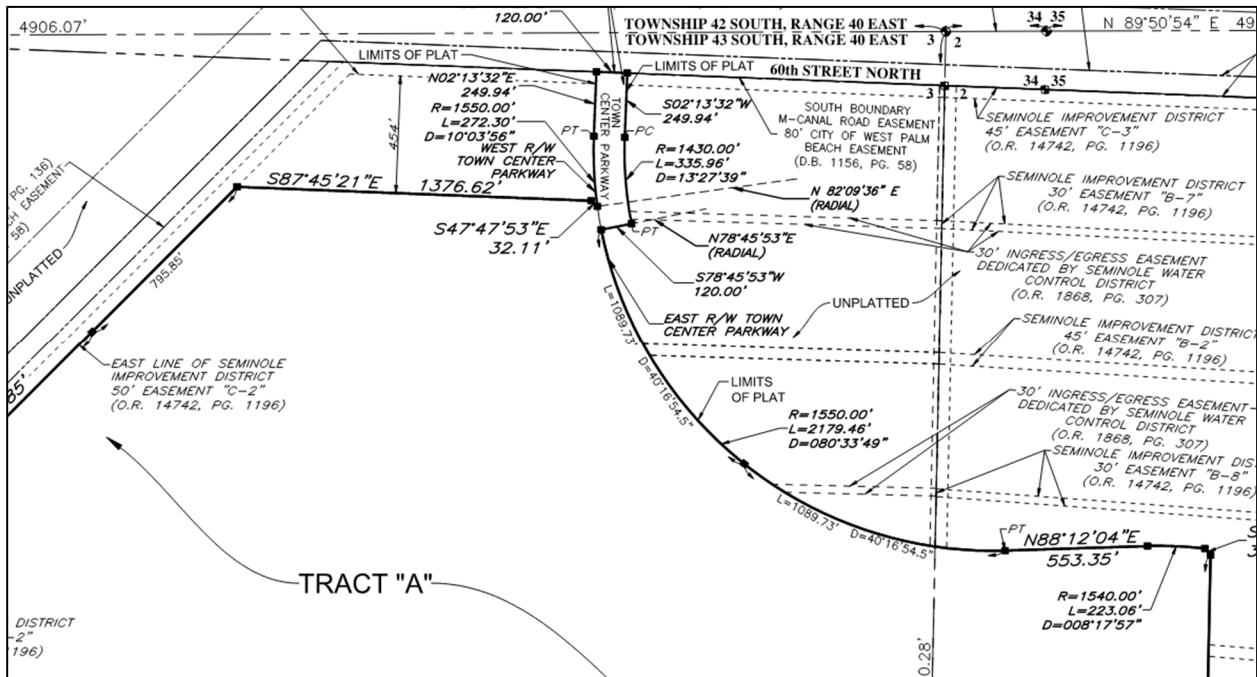 4906.07
120.00'
TOWNSHIP 42 SOUTH, RANGE 40 EAST
TOWNSHIP 43 SOUTH, RANGE 40 EAST
3 2
34 35
N 89°50'54" E 49
LIMITS OF PLAT
LIMITS OF PLAT
60th STREET NORTH
3 2
34 35
N02°13'32"E
249.94'
R=1550.00'
L=272.30'
D=10°03'56"
WEST R/W
TOWN CENTER
PARKWAY
PT
TOWN
CENTER PARKWAY
PC
S02°13'32"W
249.94'
R=1430.00'
L=335.96'
D=13°27'39"
SOUTH BOUNDARY
M-CANAL ROAD EASEMENT
80' CITY OF WEST PALM
BEACH EASEMENT
(D.B. 1156, PG. 58)
SEMINOLE IMPROVEMENT DISTRICT
45' EASEMENT "C-3"
(O.R. 14742, PG. 1196)
454'
PG. 136)
CH EASEMENT
58)
UNPLATTED
795.85'
S87°45'21"E 1376.62'
S47°47'53"E
32.11'
PT
N 82°09'36" E
(RADIAL)
N78°45'53"E
(RADIAL)
S78°45'53"W
120.00'
SEMINOLE IMPROVEMENT DISTRICT
30' EASEMENT "B-7"
(O.R. 14742, PG. 1196)
30' INGRESS/EGRESS EASEMENT
DEDICATED BY SEMINOLE WATER
CONTROL DISTRICT
(O.R. 1868, PG. 307)
UNPLATTED
EAST R/W TOWN
CENTER PARKWAY
L=1089.73'
D=40°16'54.5"
SEMINOLE IMPROVEMENT DISTRICT
45' EASEMENT "B-2"
(O.R. 14742, PG. 1196)
EAST LINE OF SEMINOLE
IMPROVEMENT DISTRICT
50' EASEMENT "C-2"
(O.R. 14742, PG. 1196)
85'
LIMITS
OF PLAT
R=1550.00'
L=2179.46'
D=080°33'49"
30' INGRESS/EGRESS EASEMENT
DEDICATED BY SEMINOLE WATER
CONTROL DISTRICT
(O.R. 1868, PG. 307)
SEMINOLE IMPROVEMENT DIS
30' EASEMENT "B-8"
(O.R. 14742, PG. 1196)
L=1089.73'
D=40°16'54.5"
PT
N88°12'04"E
553.35'
S
3
R=1540.00'
L=223.06'
D=008°17'57"
TRACT "A"
DISTRICT
-2"
1196)
0.28'